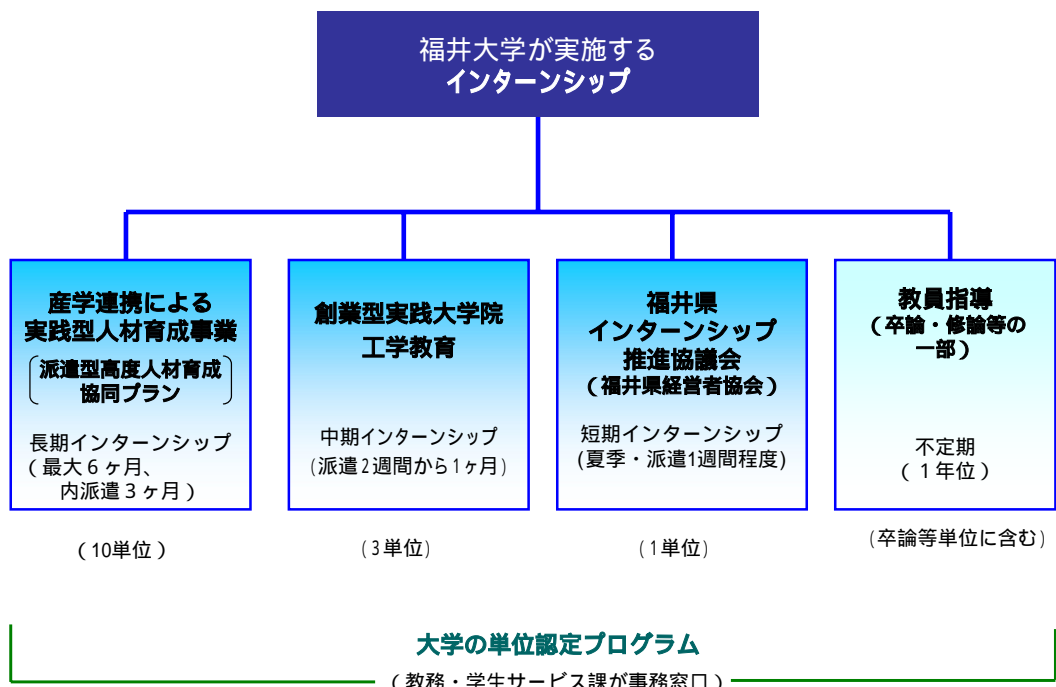 福井大学が実施する
インターンシップ
産学連携による
実践型人材育成事業
派遣型高度人材育成
協同プラン
長期インターンシップ
（最大６ヶ月、
内派遣３ヶ月）
（10単位）
創業型実践大学院
工学教育
中期インターンシップ
(派遣2週間から1ヶ月)
(3単位)
福井県
インターンシップ
推進協議会
（福井県経営者協会）
短期インターンシップ
(夏季・派遣1週間程度)
(1単位)
教員指導
（卒論・修論等の
一部）
不定期
（１年位）
(卒論等単位に含む)
大学の単位認定プログラム
（教務・学生サービス課が事務窓口）